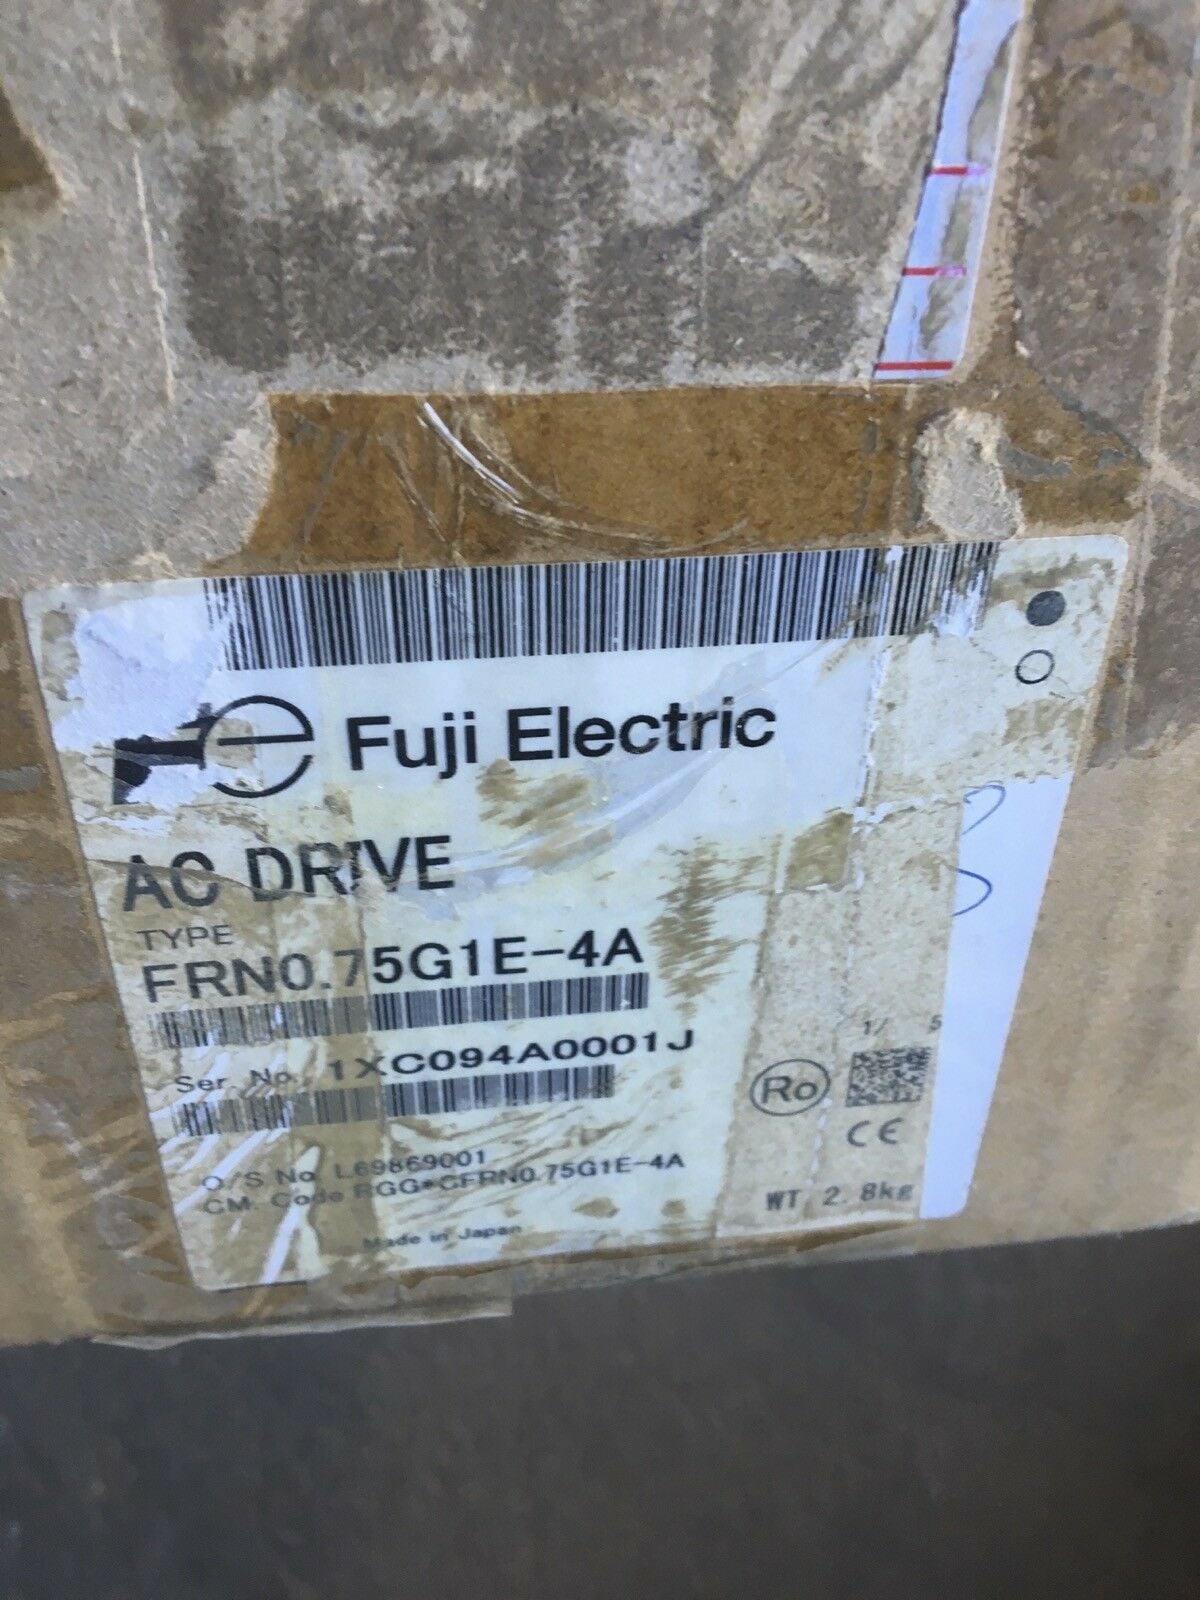 Fuji Electric
AC DRIVE
TYPE
FRN0.75G1E-4A
Ser. No. 1XC094A0001J
O/S No. L69869001
CM. Code RGG*CFRN0.75G1E-4A
Made in Japan
1/ 5
Ro
CE
WT 2.8kg